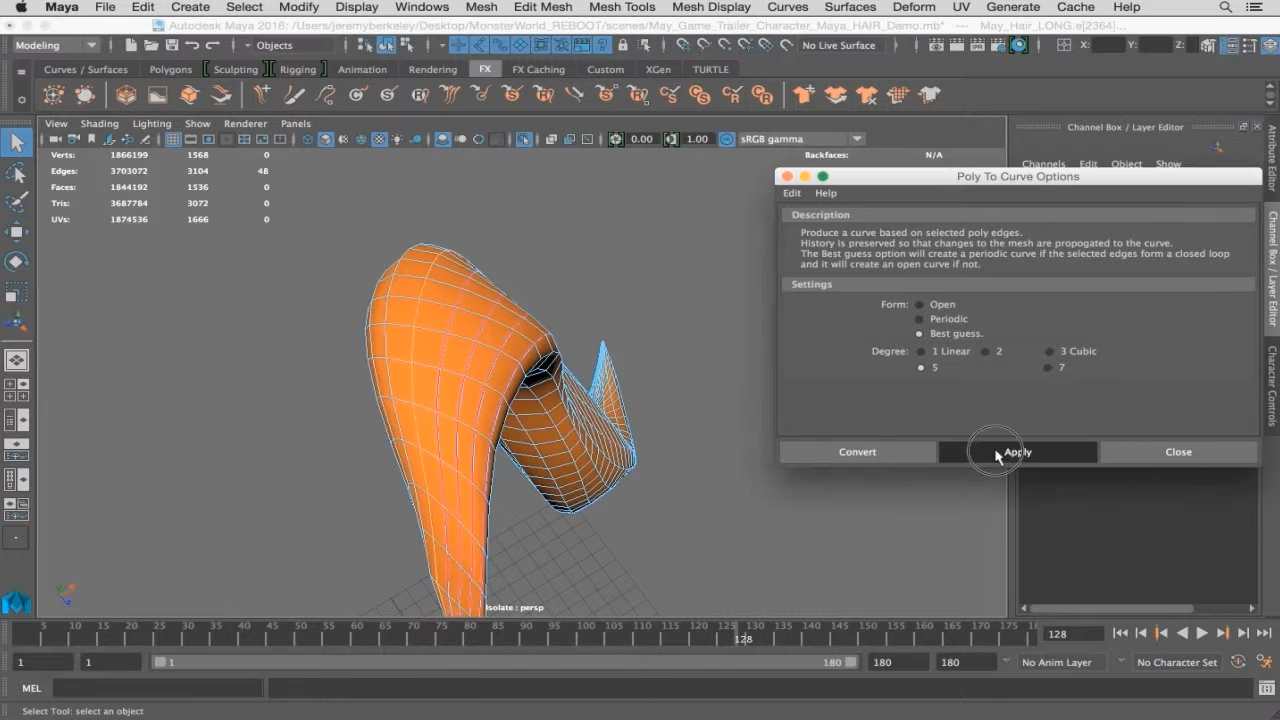 Maya File Edit Create Select Modify Display Windows Mesh Edit Mesh Mesh Tools Mesh Display Curves Surfaces Deform UV Generate Cache Help
Autodesk Maya 2016: /Users/jeremyberkeley/Desktop/MonsterWorld_REBOOT/scenes/May_Game_Trailer_Character_Maya_HAIR_Demo.mb* --- May_Hair_LONG:e[2364]...
Modeling Objects No Live Surface X: Y: Z:
Curves / Surfaces Polygons Sculpting Rigging Animation Rendering FX FX Caching Custom XGen TURTLE
View Shading Lighting Show Renderer Panels
Channel Box / Layer Editor
0.00 1.00 sRGB gamma
Channels Edit Object Show
Verts: 1866199 1568 0 Backfaces: N/A
Edges: 3703072 3104 48
Faces: 1844192 1536 0
Tris: 3687784 3072 0
UVs: 1874536 1666 0
Poly To Curve Options
Edit Help
Description
Produce a curve based on selected poly edges.
History is preserved so that changes to the mesh are propogated to the curve.
The Best guess option will create a periodic curve if the selected edges form a closed loop
and it will create an open curve if not.
Settings
Form: Open
Periodic
Best guess.
Degree: 1 Linear 2 3 Cubic
5 7
Convert Apply Close
Attribute Editor
Channel Box / Layer Editor
Character Controls
Isolate : persp
5 10 15 20 25 30 35 40 45 50 55 60 65 70 75 80 85 90 95 100 105 110 115 120 125 130 135 140 145 150 155 160 165 170 175 18
128
128
1 1 1 180 180 180 No Anim Layer No Character Set
MEL
Select Tool: select an object